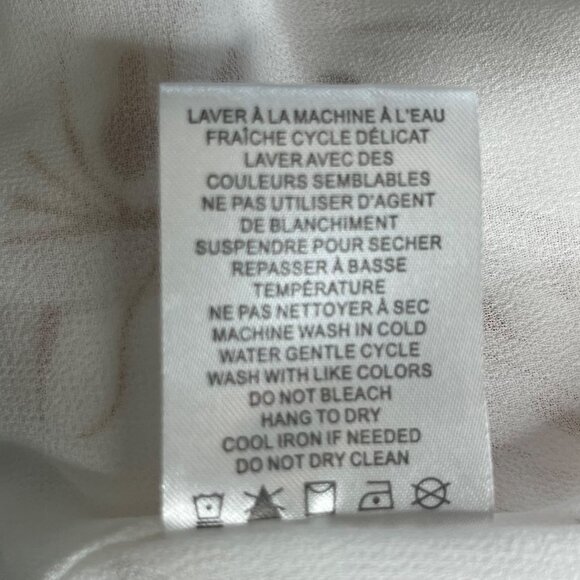 LAVER À LA MACHINE À L'EAU
FRAÎCHE CYCLE DÉLICAT
LAVER AVEC DES
COULEURS SEMBLABLES
NE PAS UTILISER D'AGENT
DE BLANCHiMENT
SUSPENDRE POUR SECHER
REPASSER À BASSE
TEMPÉRATURE
NE PAS NETTOYER À SEC
MACHINE WASH IN COLD
WATER GENTLE CYCLE
WASH WITH LIKE COLORS
DO NOT BLEACH
HANG TO DRY
COOL IRON IF NEEDED
DO NOT DRY CLEAN